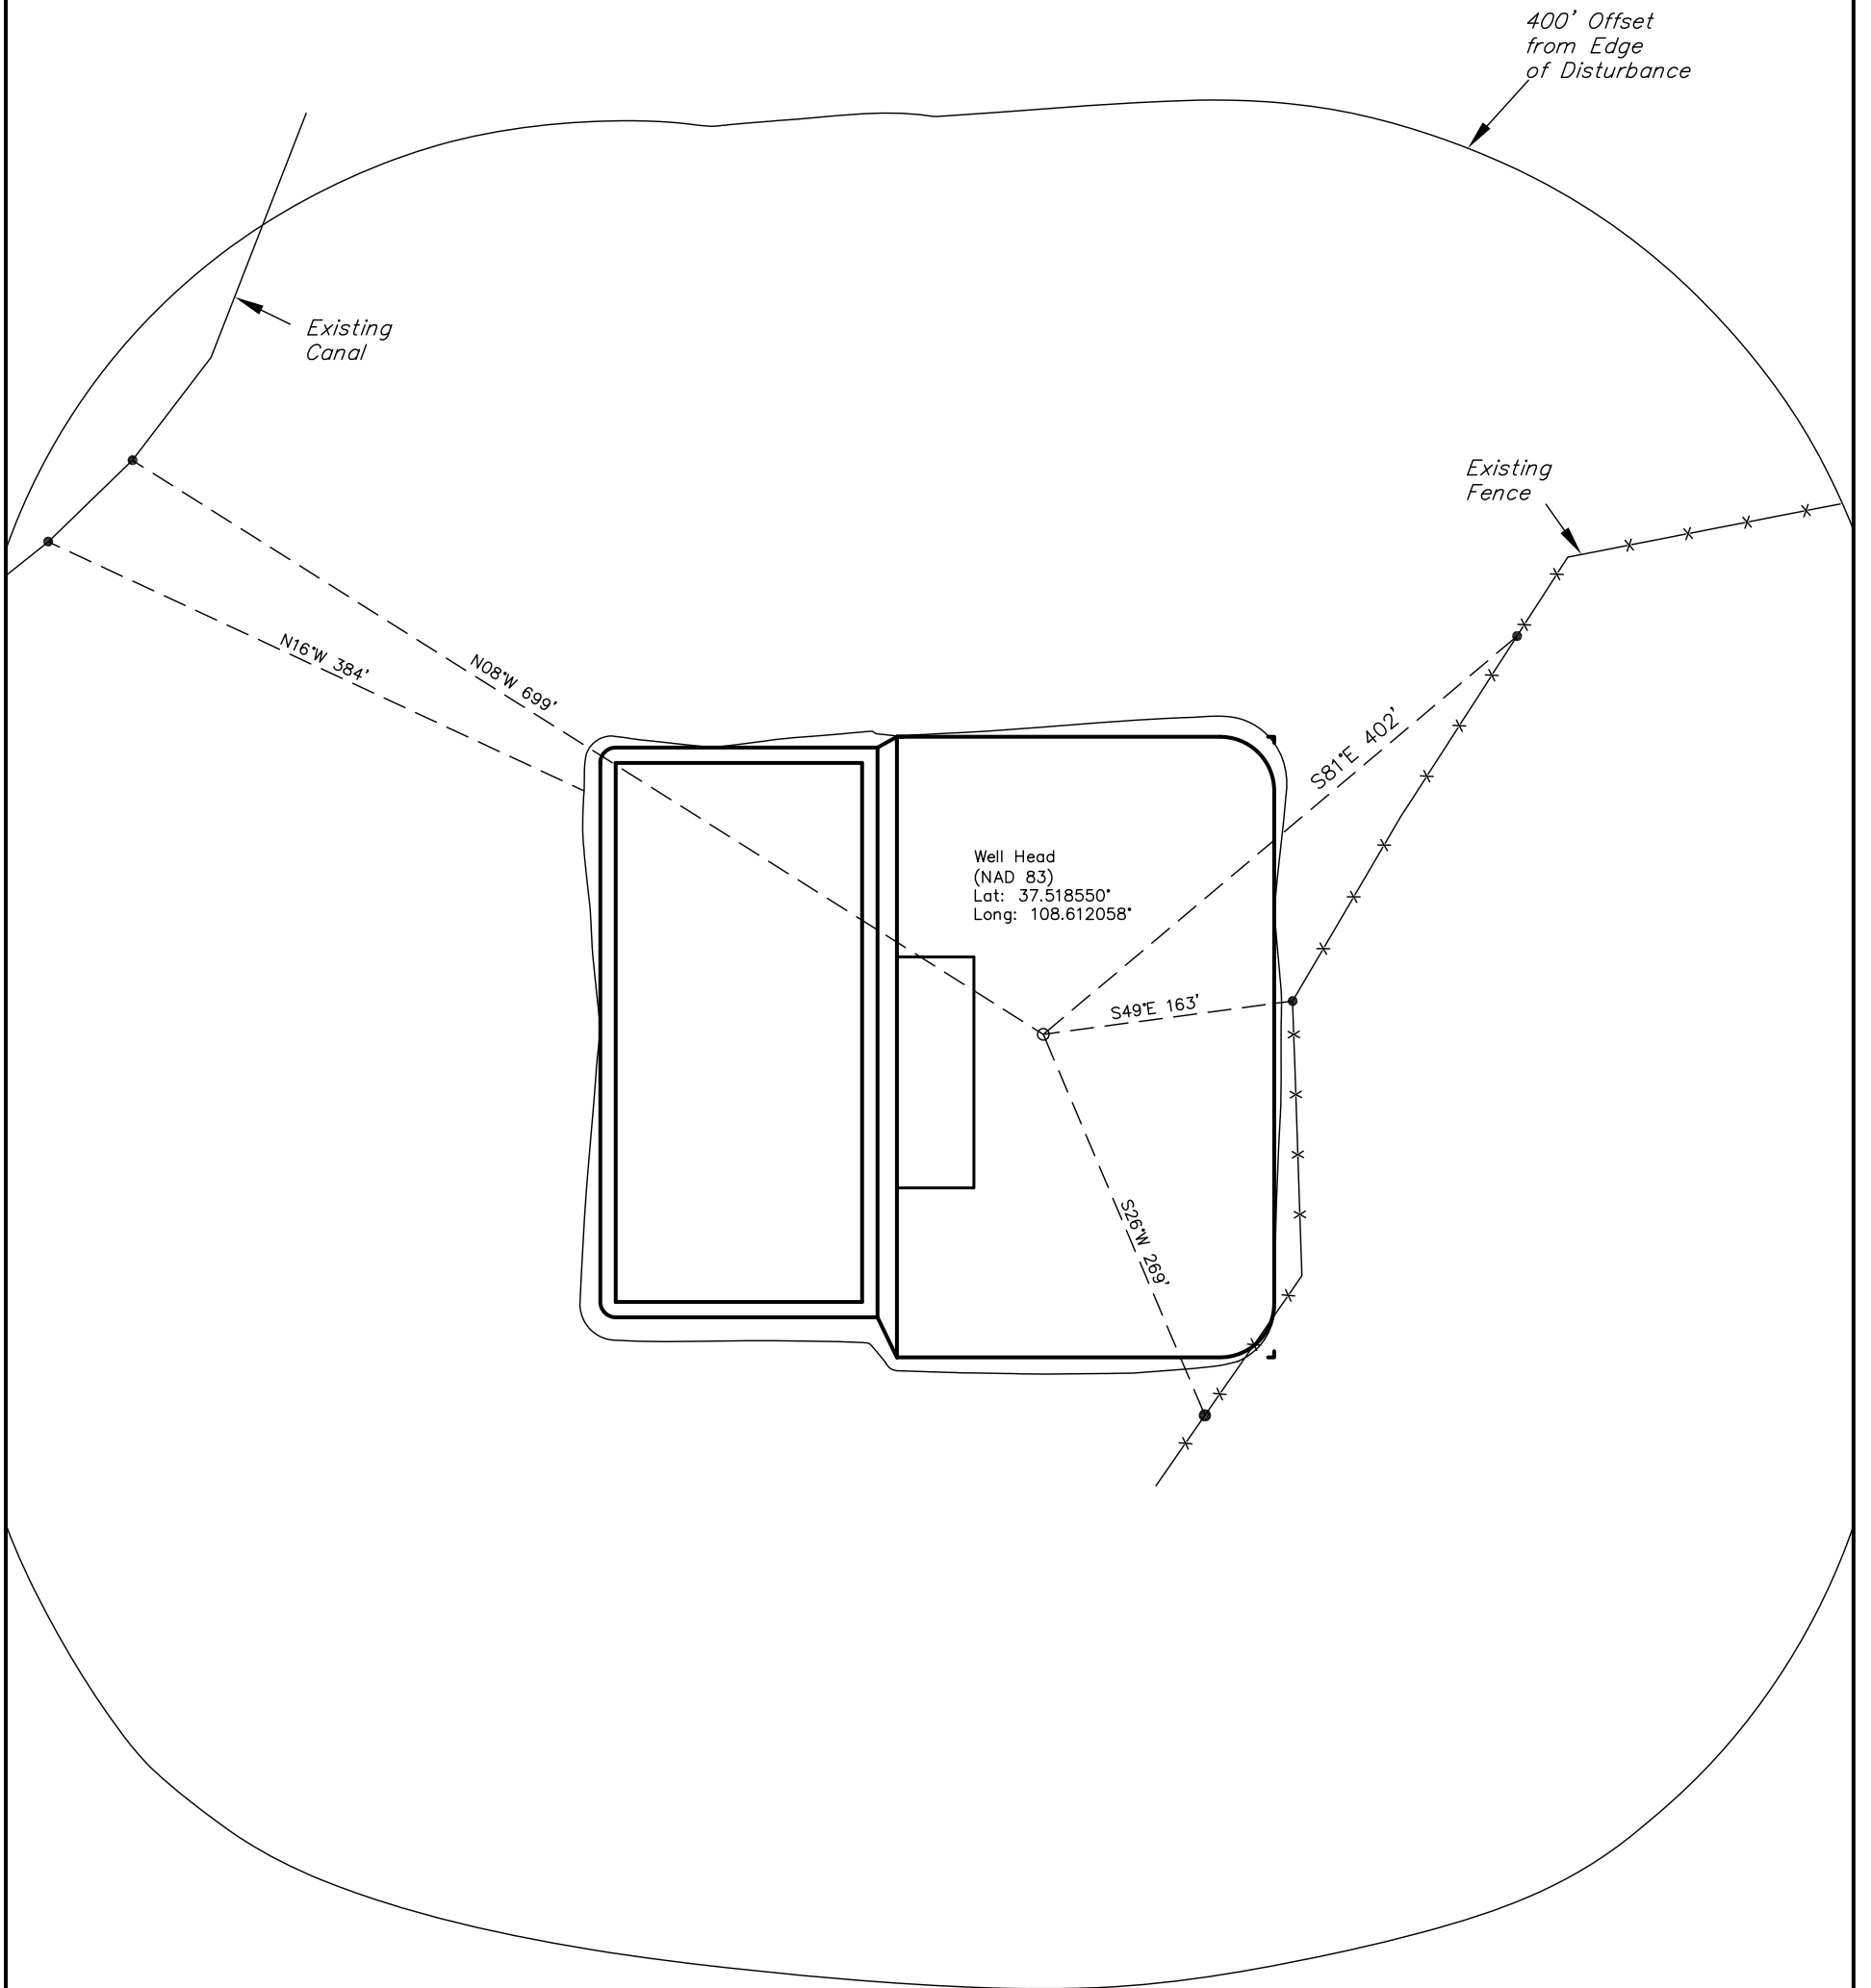 400' Offset
from Edge
of Disturbance
Existing
Canal
Existing
Fence
N16°W 384'
N08°W 699'
S81°E 402'
Well Head
(NAD 83)
Lat: 37.518550°
Long: 108.612058°
S49°E 163'
S26°W 269'